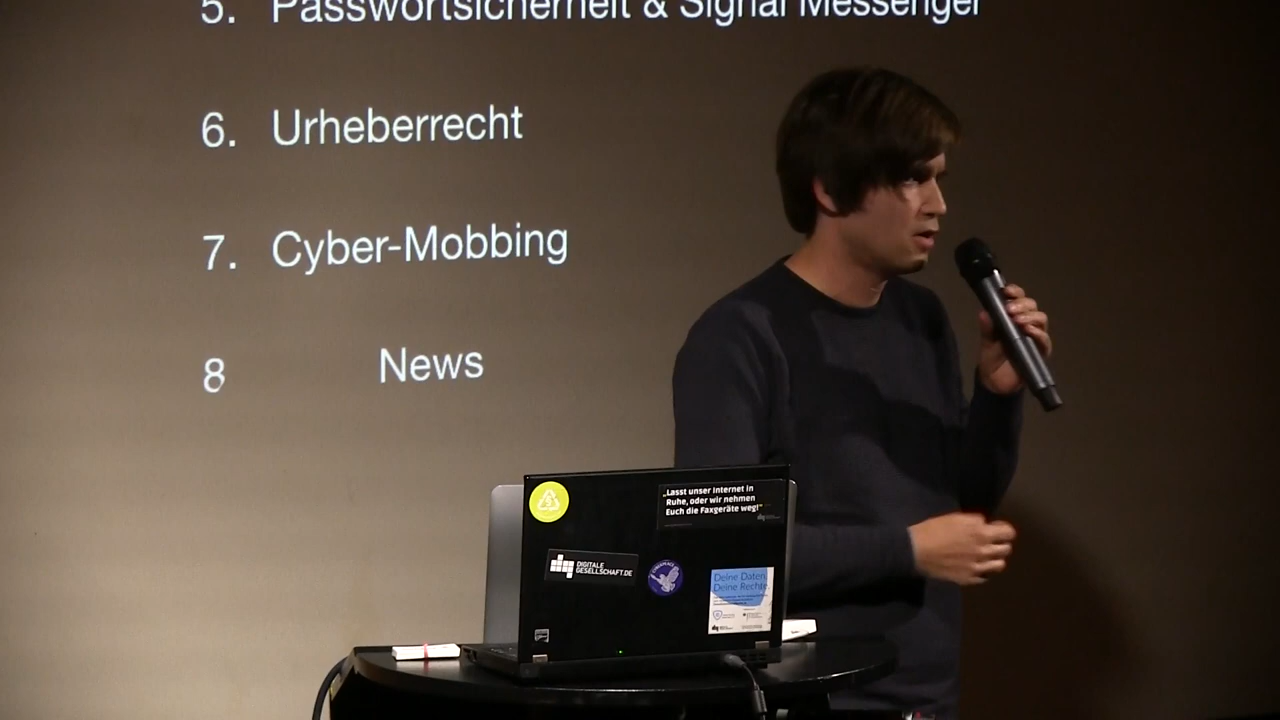 5. Passwortsicherheit & Signal Messenger
6. Urheberrecht
7. Cyber-Mobbing
8 News
„Lasst unser Internet in
Ruhe, oder wir nehmen
Euch die Faxgeräte weg!"
DIGITALE
GESELLSCHAFT.DE
Deine Daten.
Deine Rechte.